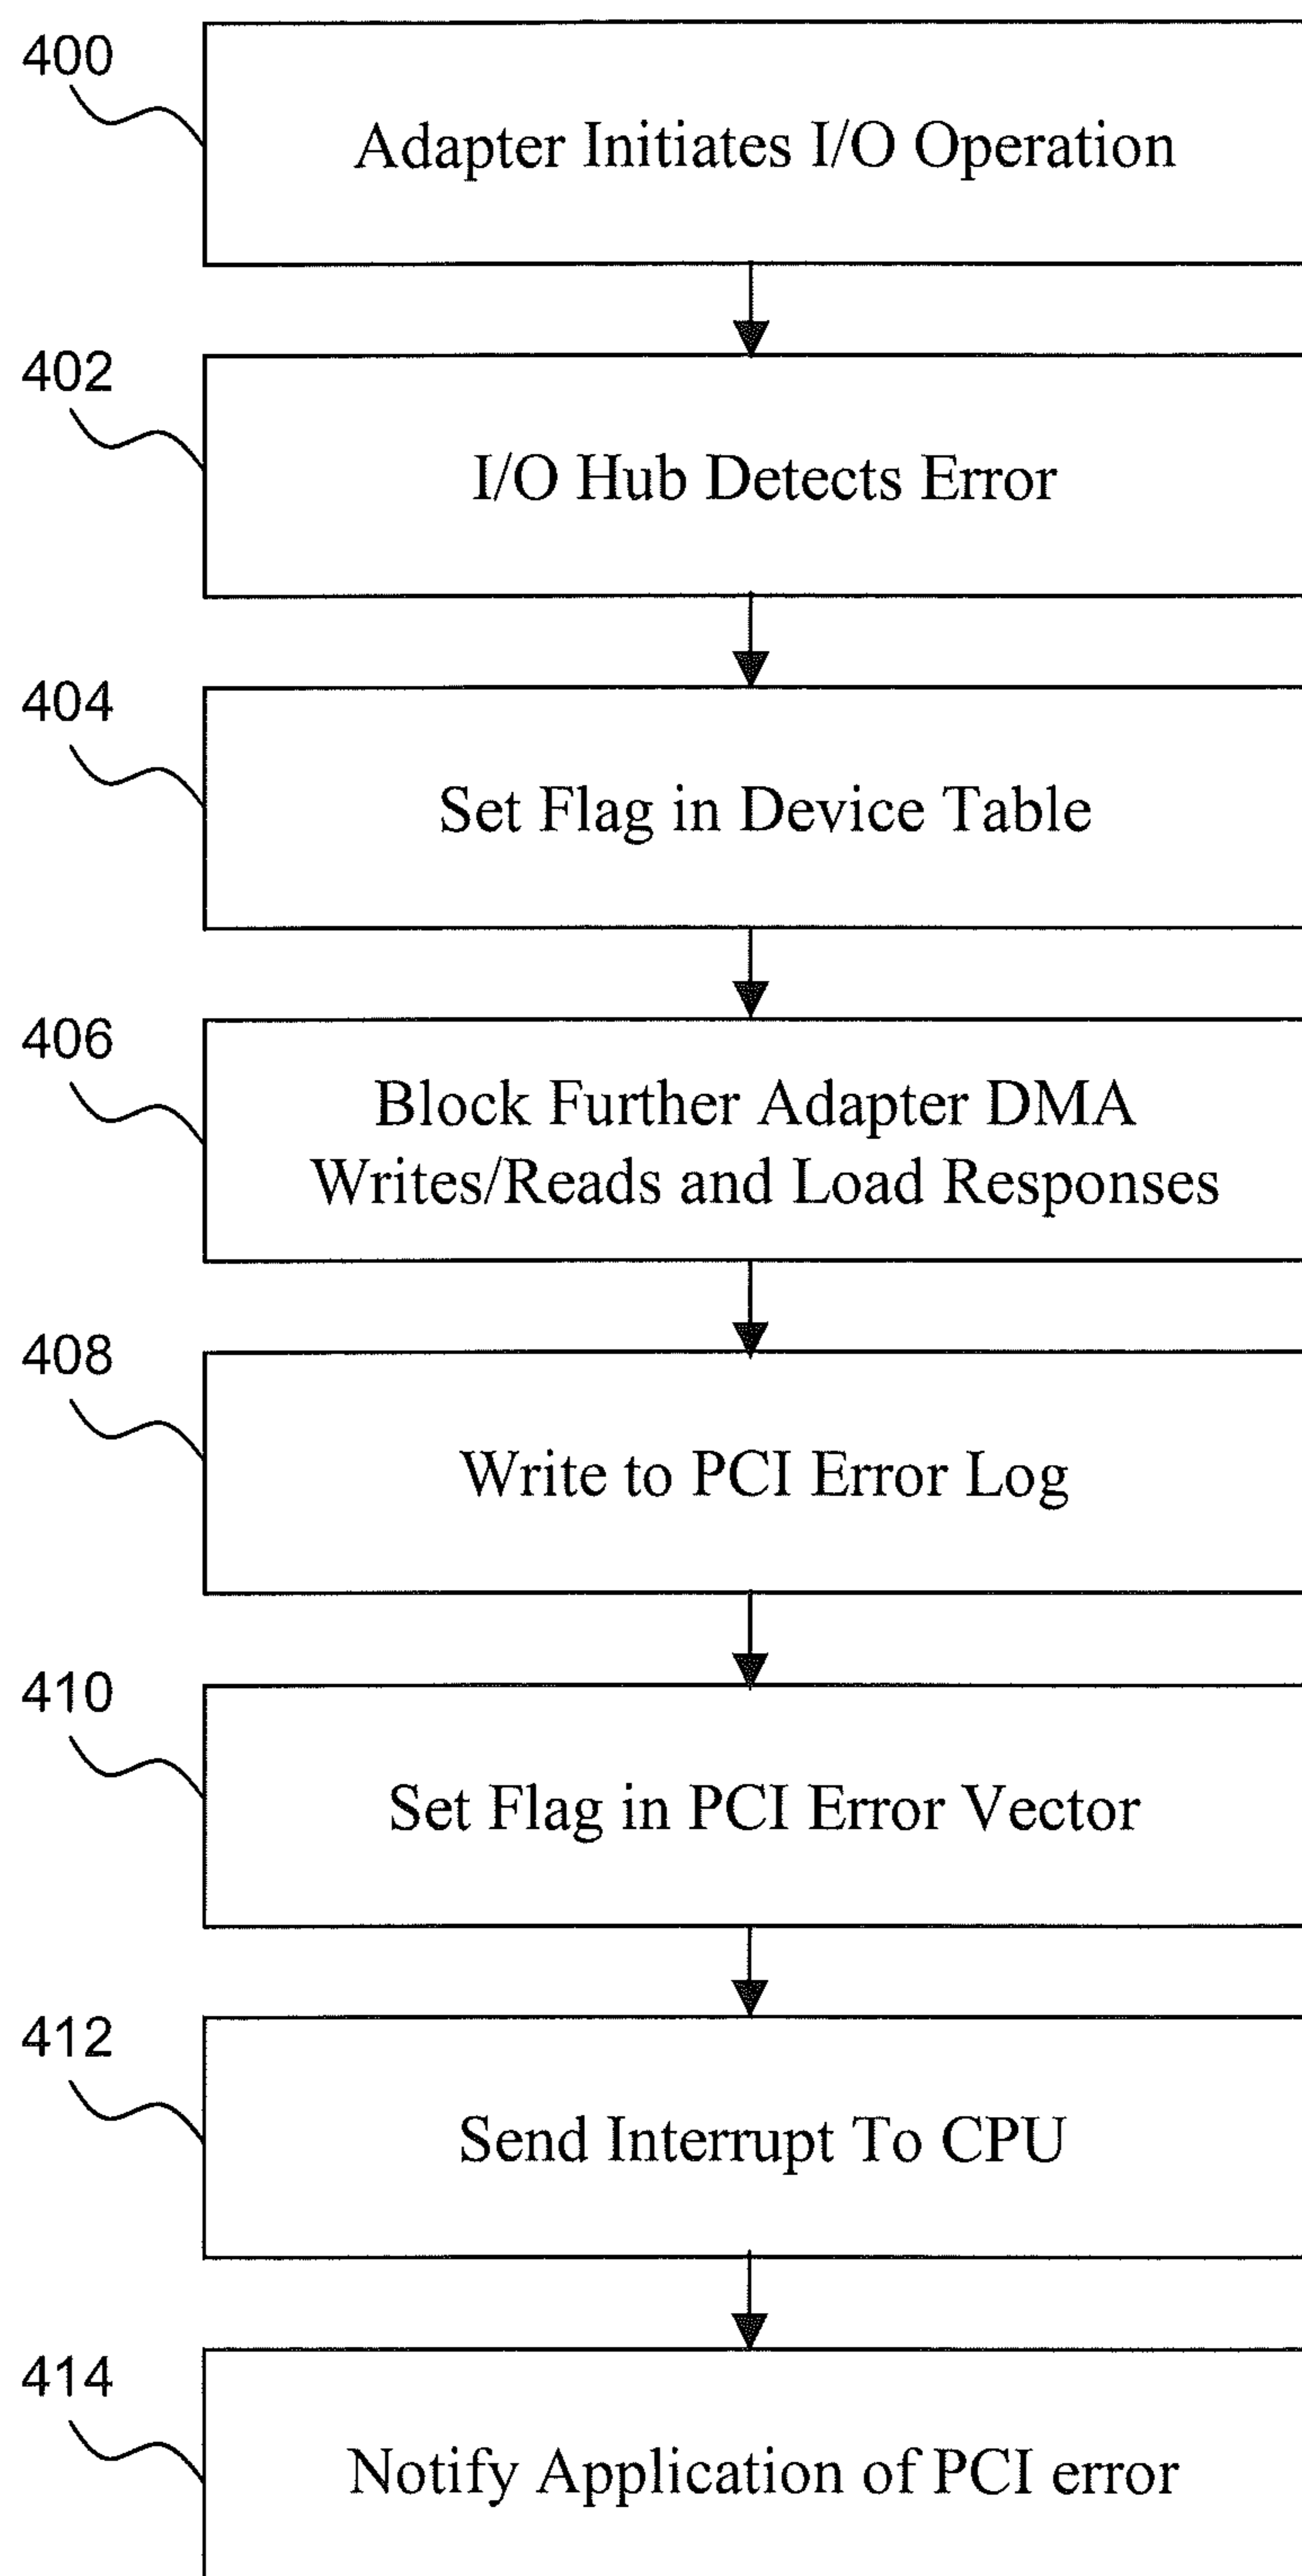 400
Adapter Initiates I/O Operation
402
I/O Hub Detects Error
404
Set Flag in Device Table
406
Block Further Adapter DMA
Writes/Reads and Load Responses
408
Write to PCI Error Log
410
Set Flag in PCI Error Vector
412
Send Interrupt To CPU
414
Notify Application of PCI error